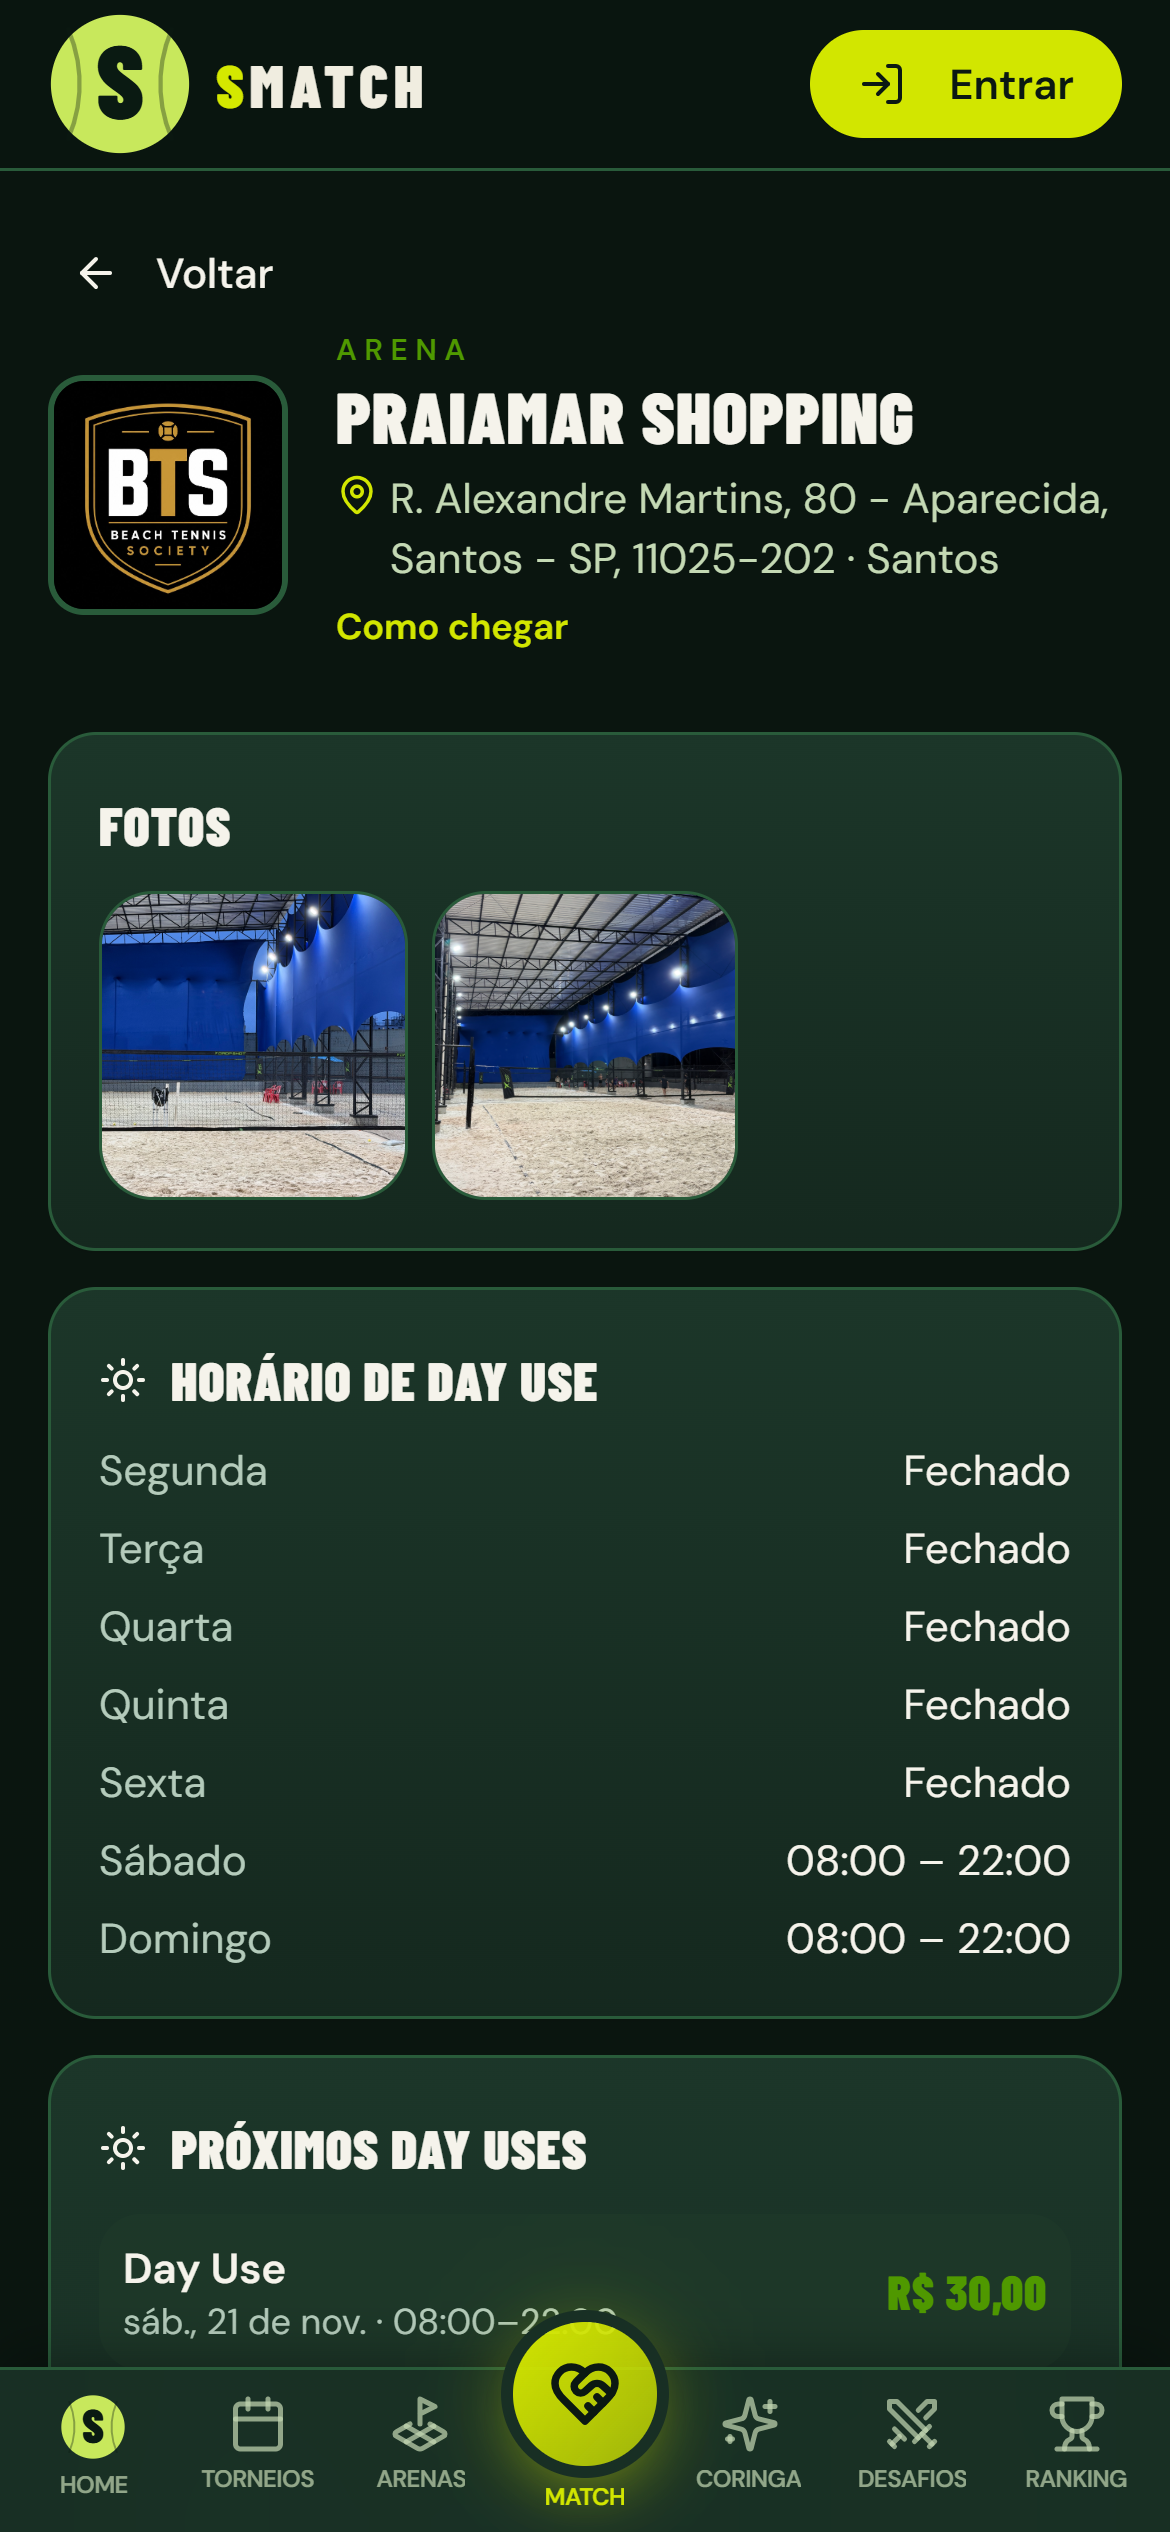 S SMATCH
Entrar
Voltar
ARENA
PRAIAMAR SHOPPING
BTS
BEACH TENNIS
SOCIETY
R. Alexandre Martins, 80 - Aparecida,
Santos - SP, 11025-202 · Santos
Como chegar
FOTOS
HORÁRIO DE DAY USE
Segunda Fechado
Terça Fechado
Quarta Fechado
Quinta Fechado
Sexta Fechado
Sábado 08:00 – 22:00
Domingo 08:00 – 22:00
PRÓXIMOS DAY USES
Day Use
sáb., 21 de nov. · 08:00–22:00
R$ 30,00
S
HOME TORNEIOS ARENAS MATCH CORINGA DESAFIOS RANKING